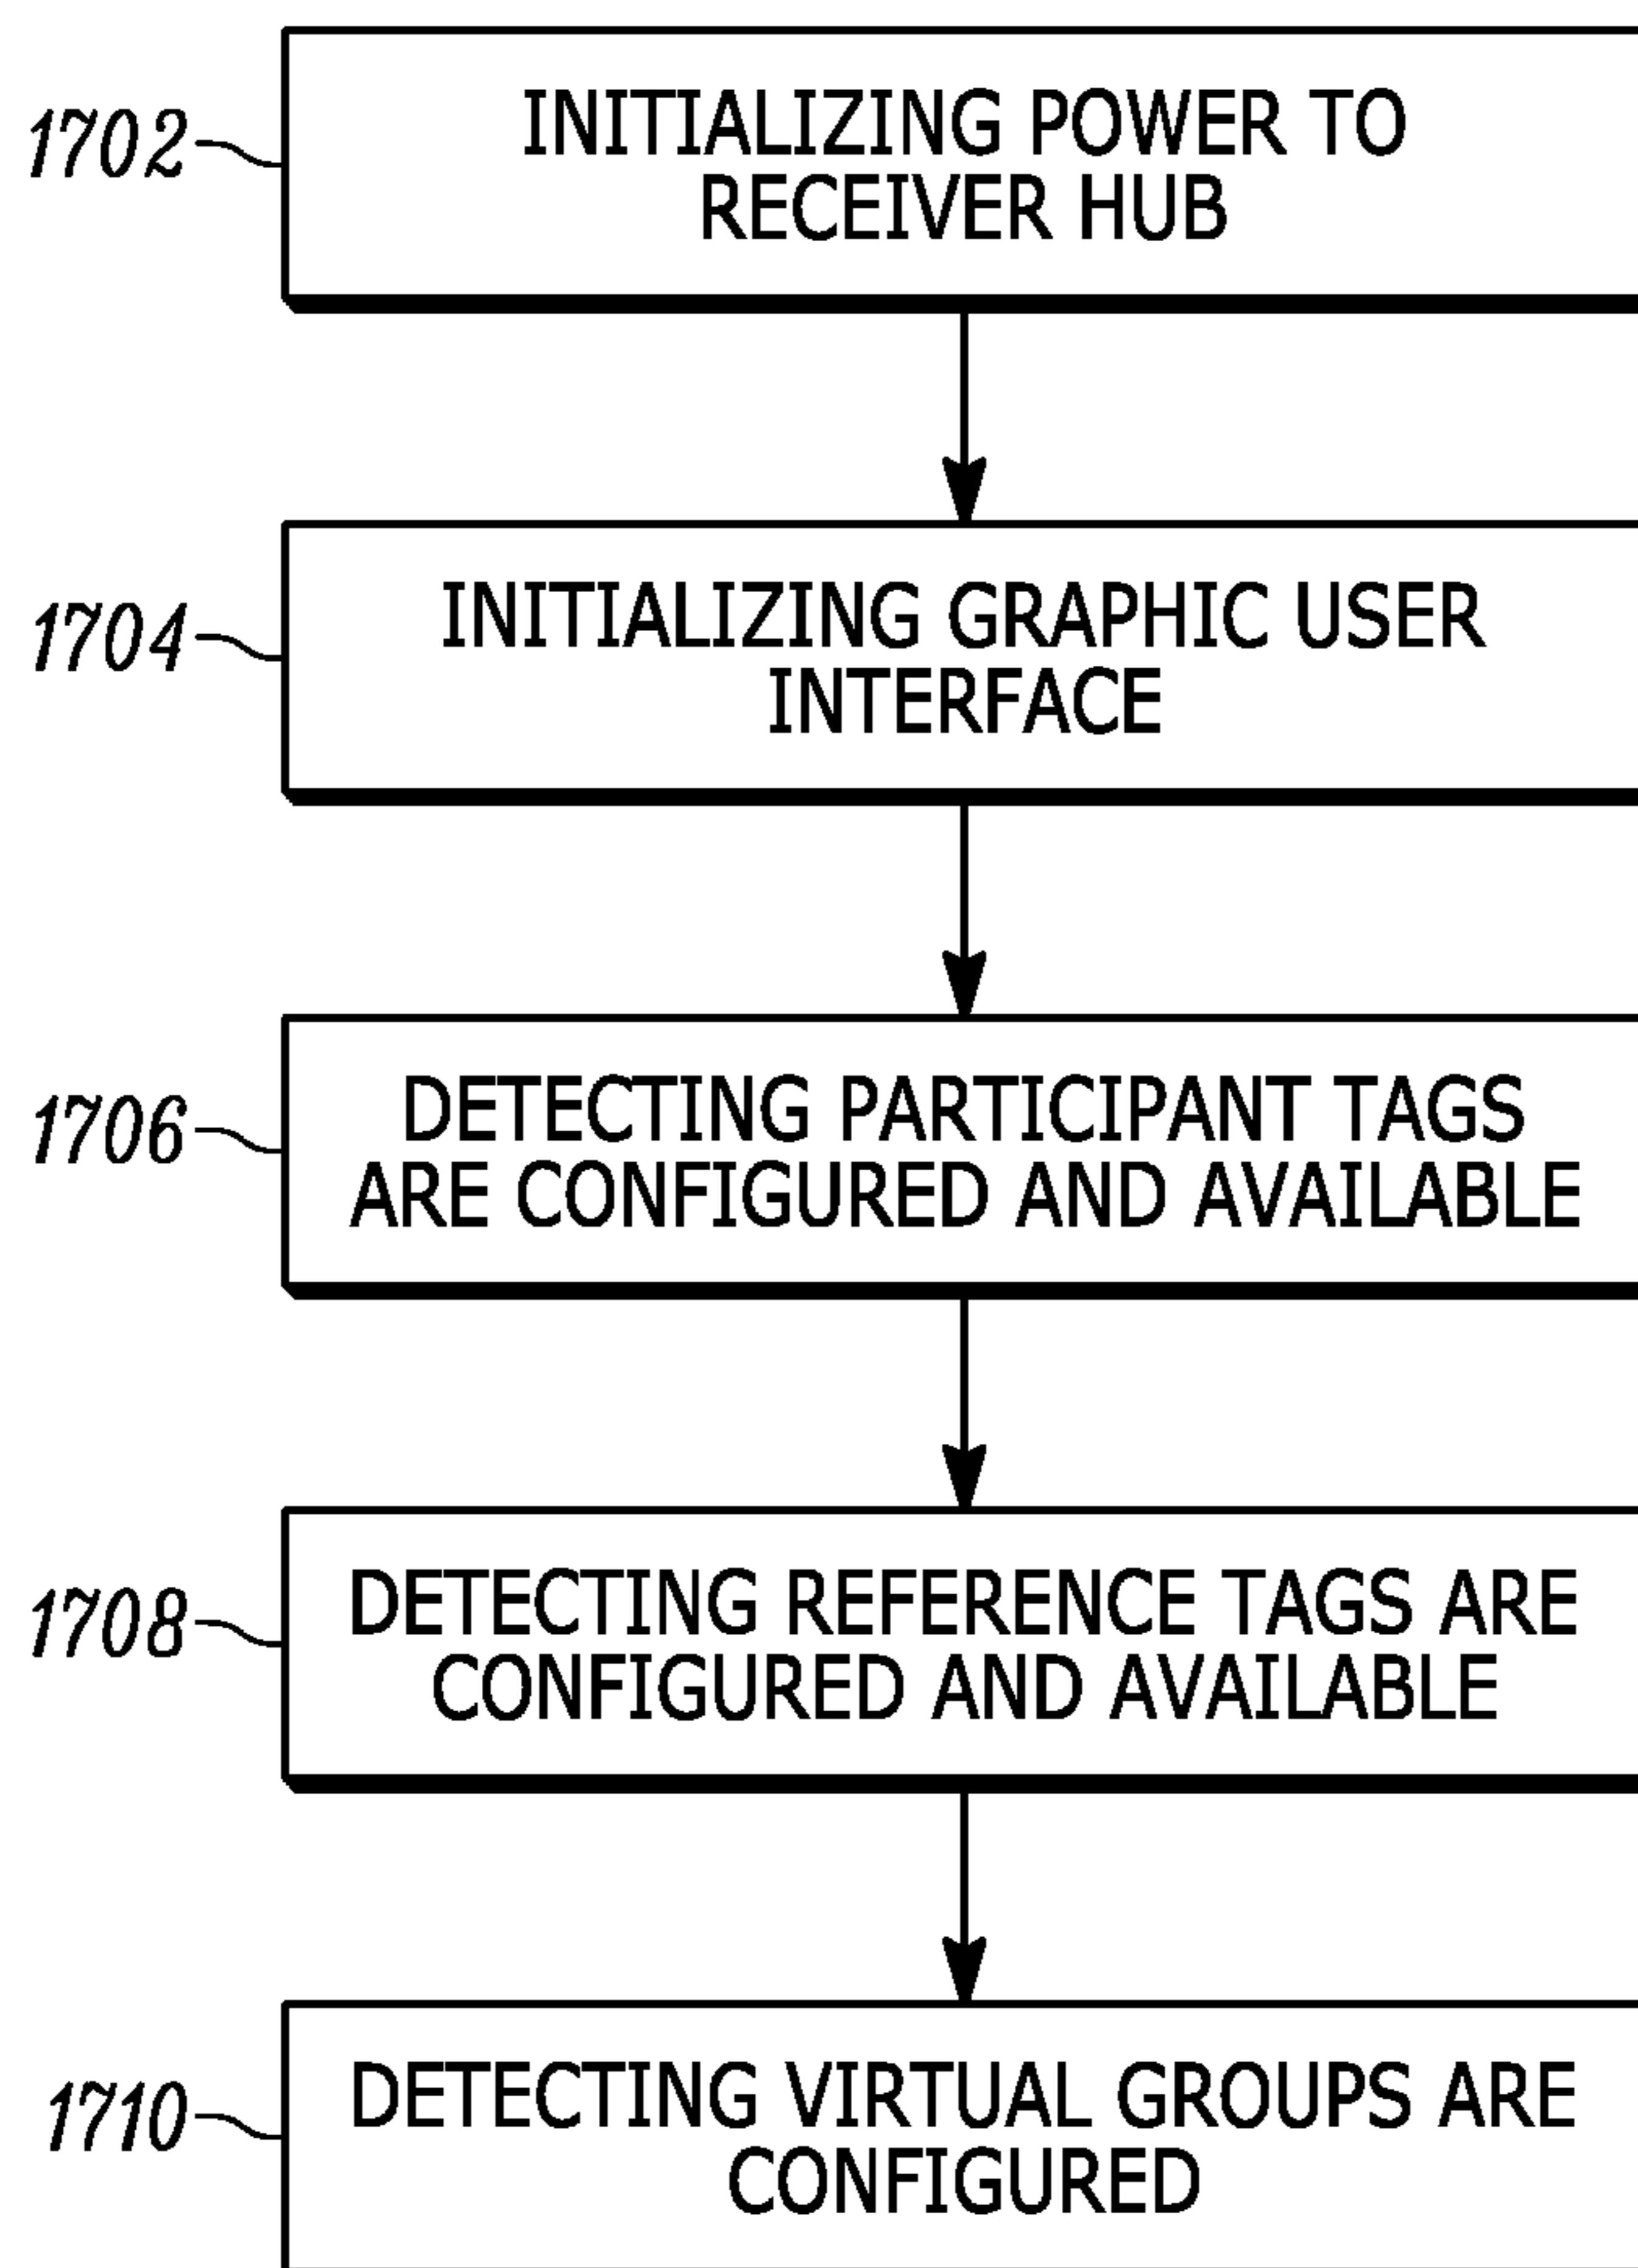 1702
INITIALIZING POWER TO
RECEIVER HUB
1704
INITIALIZING GRAPHIC USER
INTERFACE
1706
DETECTING PARTICIPANT TAGS
ARE CONFIGURED AND AVAILABLE
1708
DETECTING REFERENCE TAGS ARE
CONFIGURED AND AVAILABLE
1710
DETECTING VIRTUAL GROUPS ARE
CONFIGURED